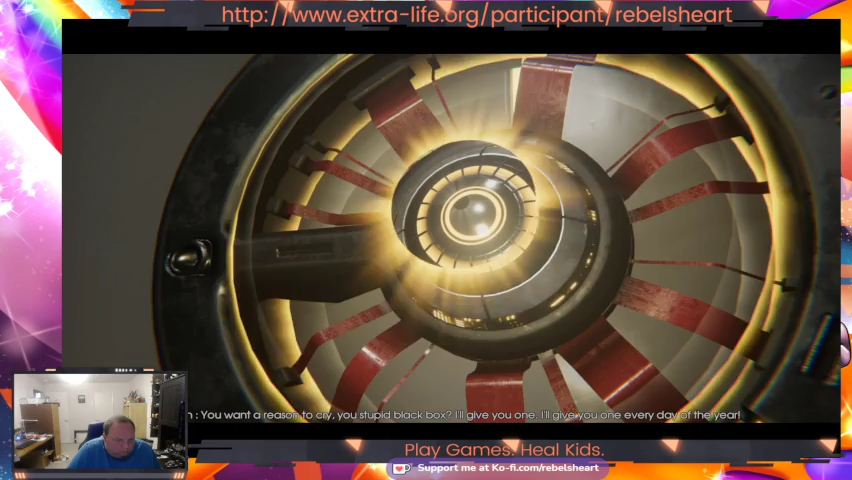 http://www.extra-life.org/participant/rebelsheart
: You want a reason to cry, you stupid black box? I'll give you one. I'll give you one every day of the year!
Play Games. Heal Kids.
Support me at Ko-fi.com/rebelsheart